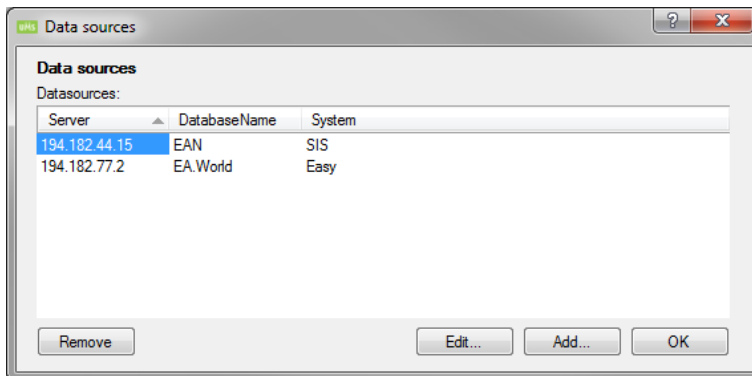 UMS Data sources ? X
Data sources
Datasources:
Server DatabaseName System
194.182.44.15 EAN SIS
194.182.77.2 EA.World Easy
Remove Edit... Add... OK